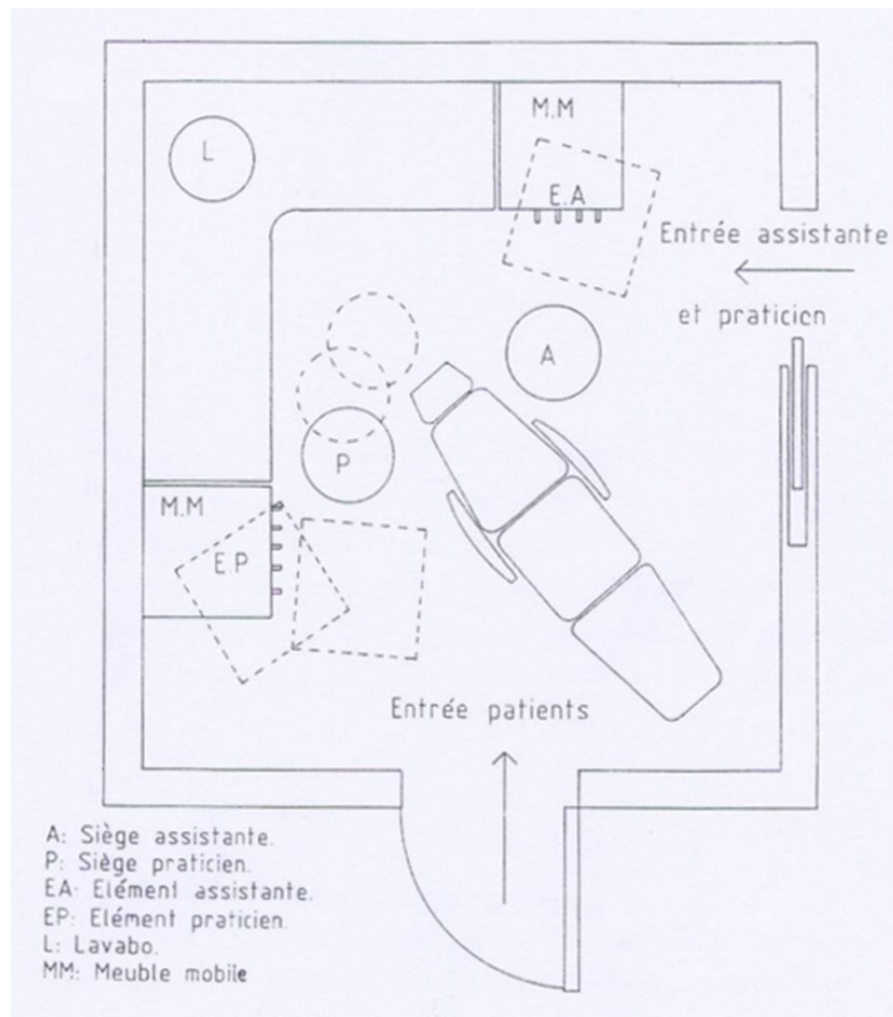 M.M
L
E.A
Entrée assistante
et praticien
A
P
M.M
E.P
Entrée patients
A: Siège assistante.
P: Siège praticien.
EA: Elément assistante.
EP: Elément praticien.
L: Lavabo.
MM: Meuble mobile